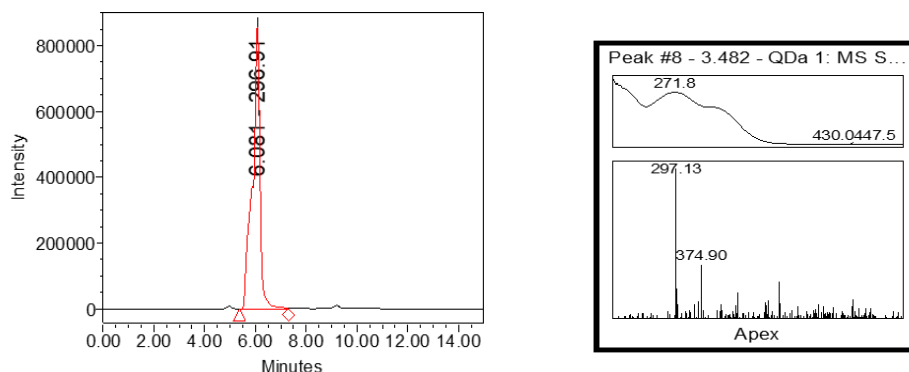 800000
600000
400000
200000
0
Intensity
6.081 296.91
0.00 2.00 4.00 6.00 8.00 10.00 12.00 14.00
Minutes
Peak #8 - 3.482 - QDa 1: MS S...
271.8
430.0447.5
297.13
374.90
Apex